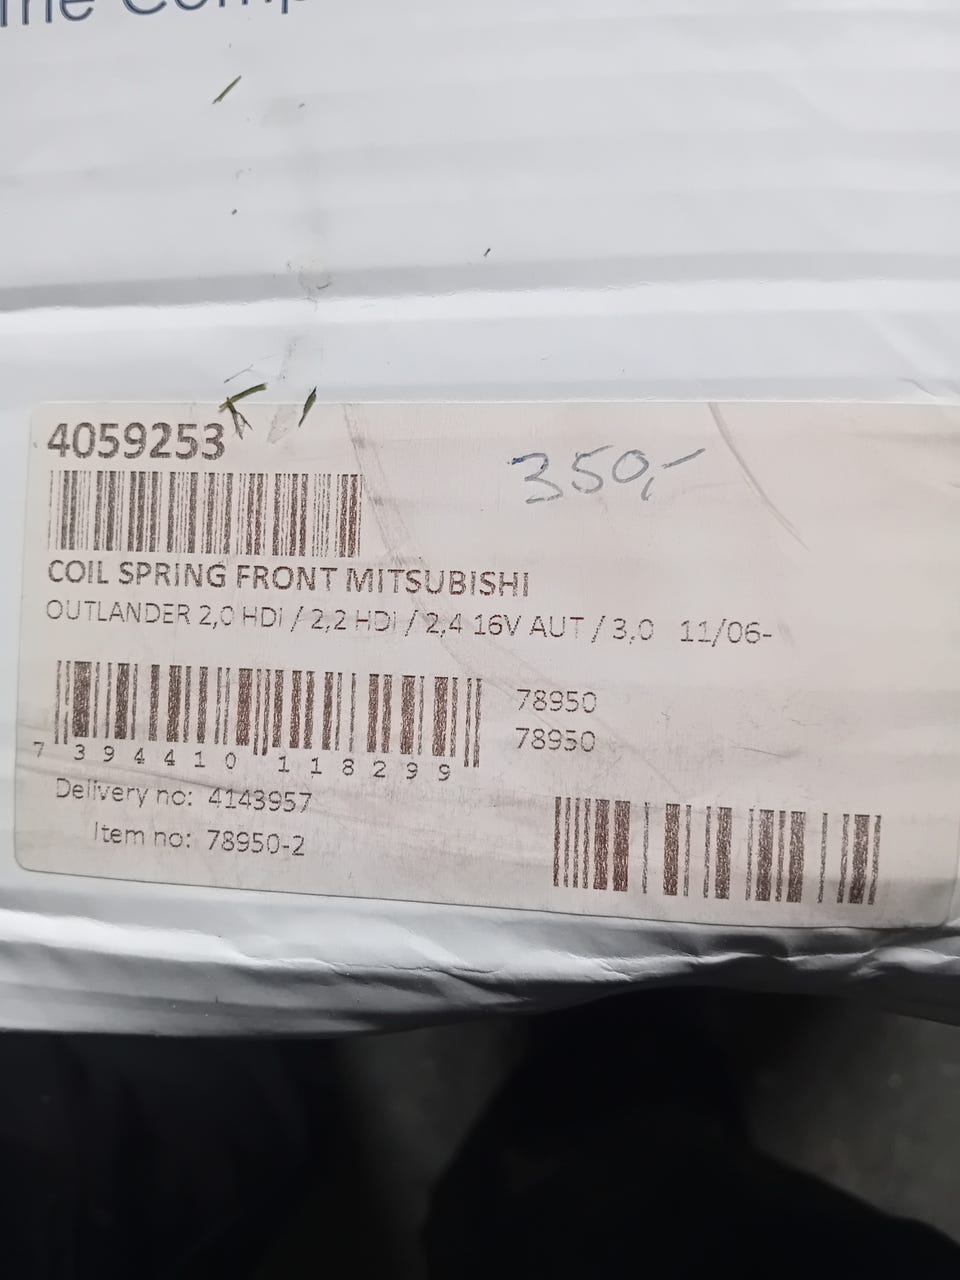 4059253
350,-
COIL SPRING FRONT MITSUBISHI
OUTLANDER 2,0 HDi / 2,2 HDi / 2,4 16V AUT / 3,0 11/06-
78950
78950
7 394410 118299
Delivery no: 4143957
Item no: 78950-2